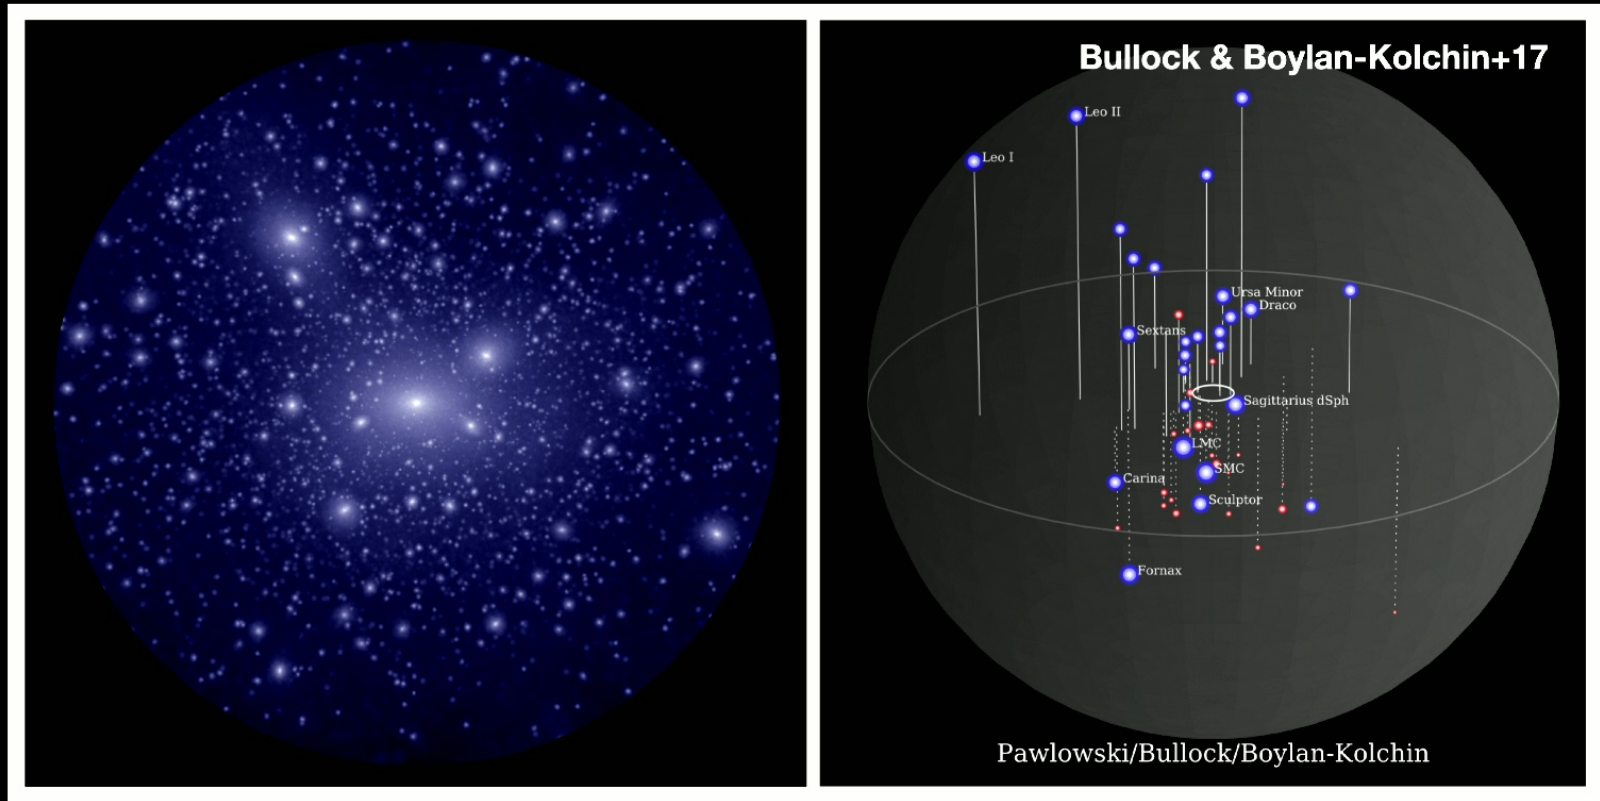 Bullock & Boylan-Kolchin+17
Leo II
Leo I
Ursa Minor
Draco
Sextans
Sagittarius dSph
LMC
SMC
Carina
Sculptor
Fornax
Pawlowski/Bullock/Boylan-Kolchin